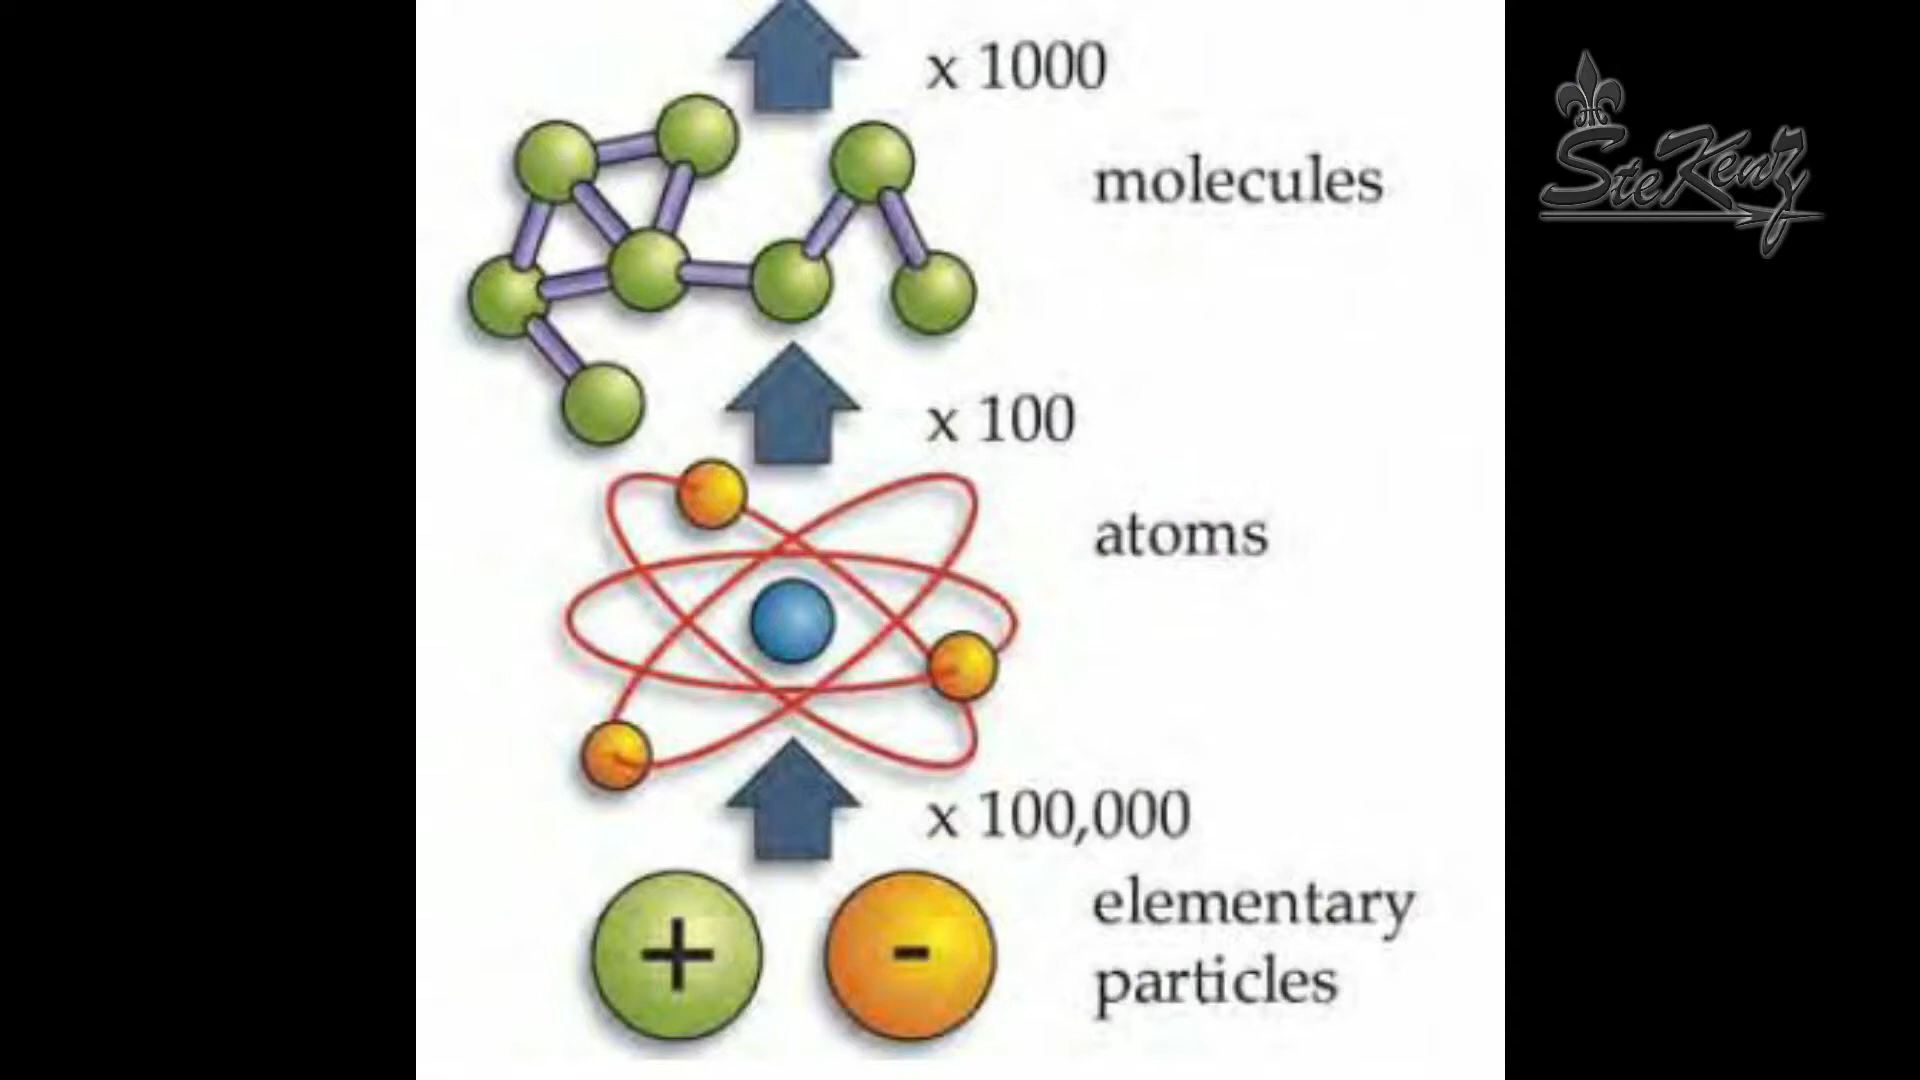 x 1000
SteKenz
molecules
x 100
atoms
x 100,000
+
-
elementary
particles